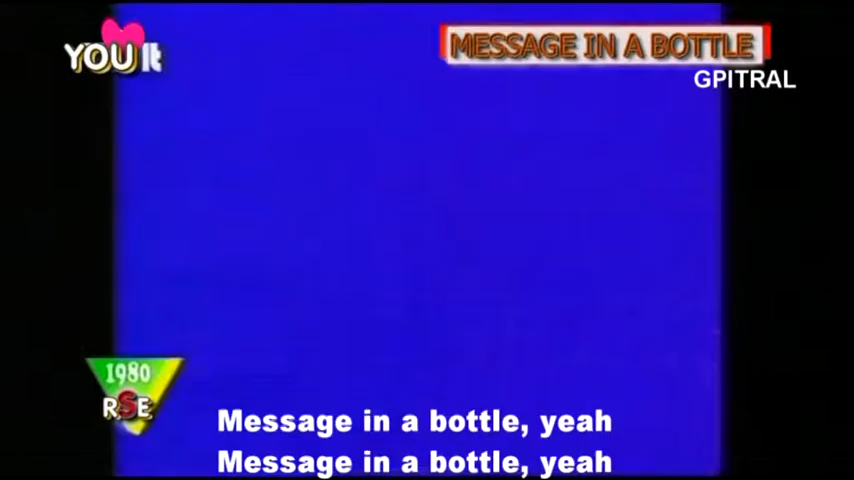 YOU It
MESSAGE IN A BOTTLE
GPITRAL
1980
RSE
Message in a bottle, yeah
Message in a bottle, yeah